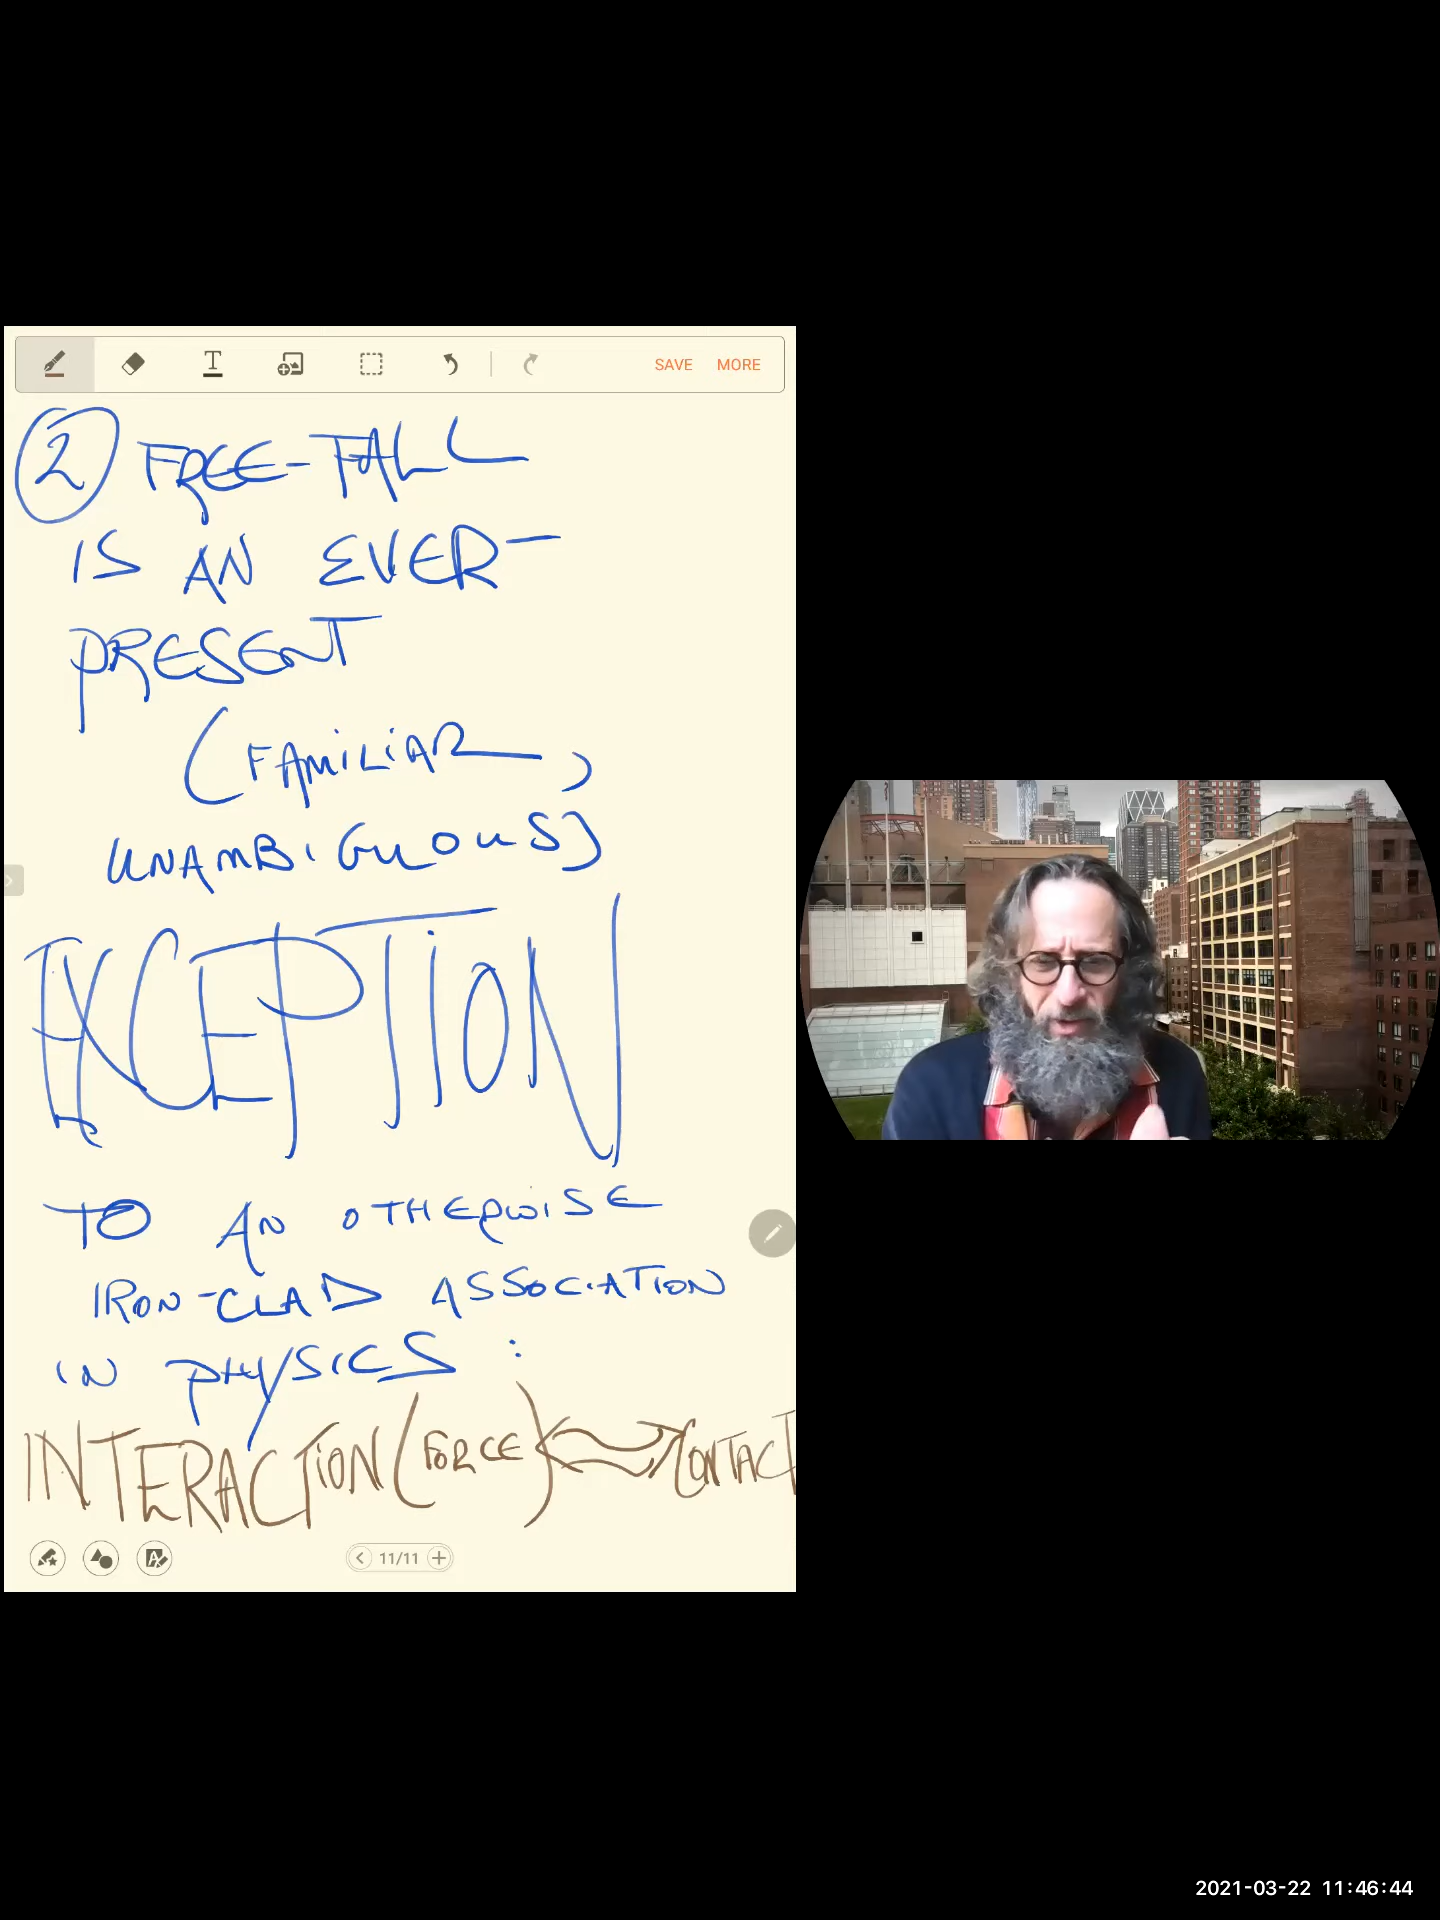 T
SAVE MORE
② FREE-FALL
IS AN EVER-
PRESENT
(FAMILIAR,
UNAMBIGUOUS)
EXCEPTION
TO AN OTHERWISE
IRON-CLAD ASSOCIATION
IN PHYSICS :
INTERACTION (FORCE) CONTACT
11/11
2021-03-22 11:46:44